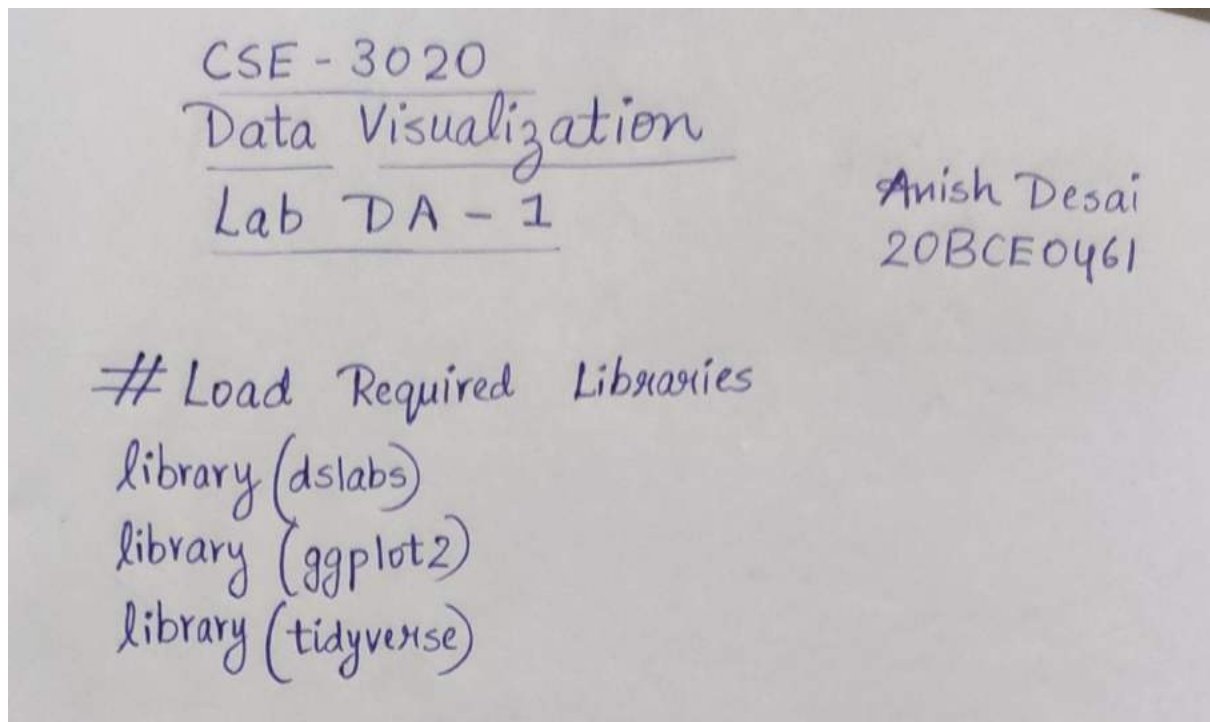 CSE - 3020
Data Visualization
Lab DA - 1
Anish Desai
20BCE0461
# Load Required Libraries
library (dslabs)
library (ggplot2)
library (tidyverse)